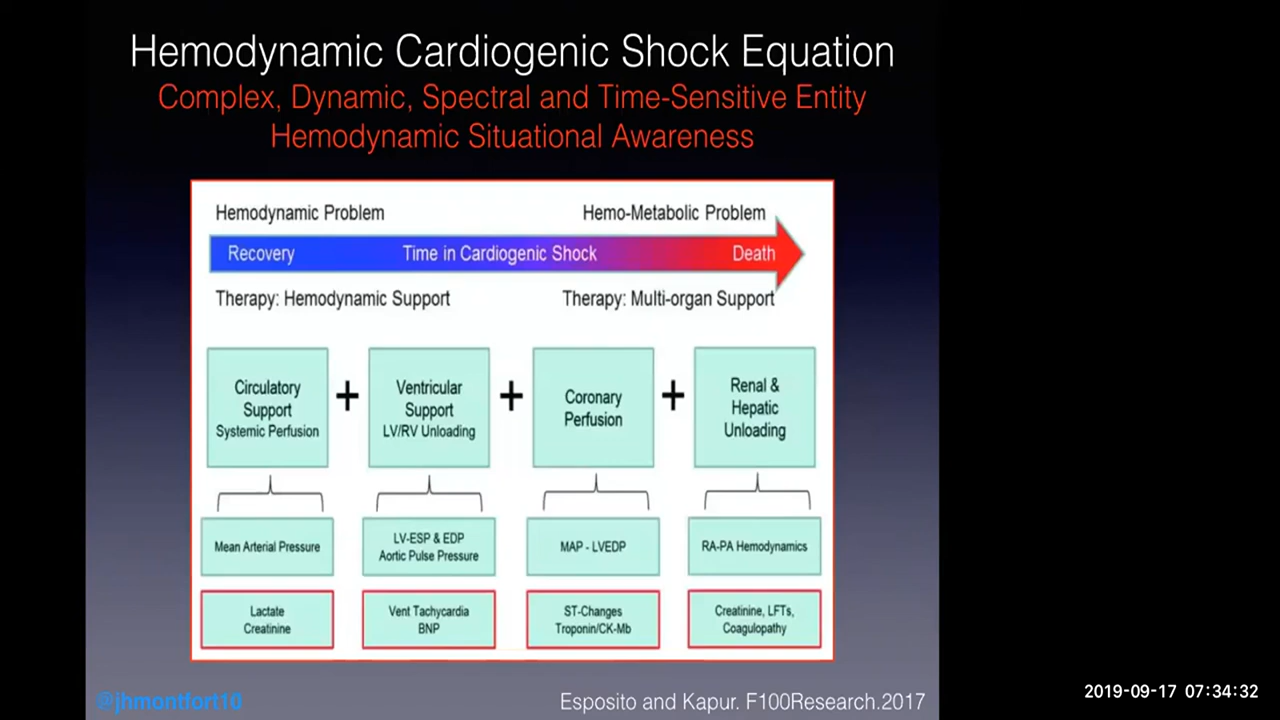 Hemodynamic Cardiogenic Shock Equation
Complex, Dynamic, Spectral and Time-Sensitive Entity
Hemodynamic Situational Awareness
Hemodynamic Problem
Hemo-Metabolic Problem
Recovery
Time in Cardiogenic Shock
Death
Therapy: Hemodynamic Support
Therapy: Multi-organ Support
Circulatory
Support
Systemic Perfusion
+
Ventricular
Support
LV/RV Unloading
+
Coronary
Perfusion
+
Renal &
Hepatic
Unloading
Mean Arterial Pressure
LV-ESP & EDP
Aortic Pulse Pressure
MAP - LVEDP
RA-PA Hemodynamics
Lactate
Creatinine
Vent Tachycardia
BNP
ST-Changes
Troponin/CK-Mb
Creatinine, LFTs,
Coagulopathy
@jhmontfort10
Esposito and Kapur. F100Research.2017
2019-09-17 07:34:32